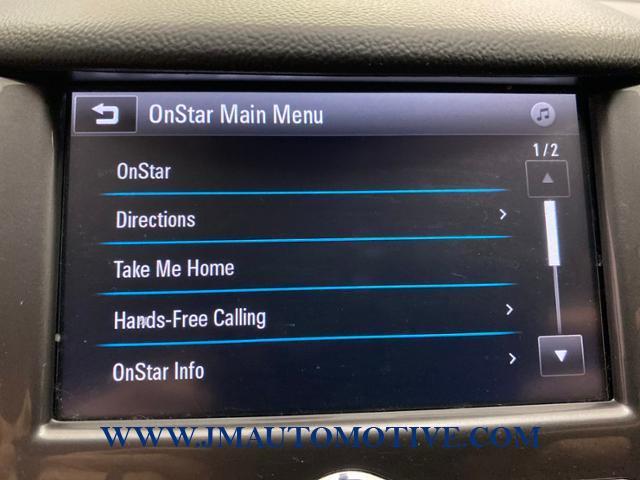 OnStar Main Menu
1/2
OnStar
Directions
Take Me Home
Hands-Free Calling
OnStar Info
WWW.JMAUTOMOTIVE.COM